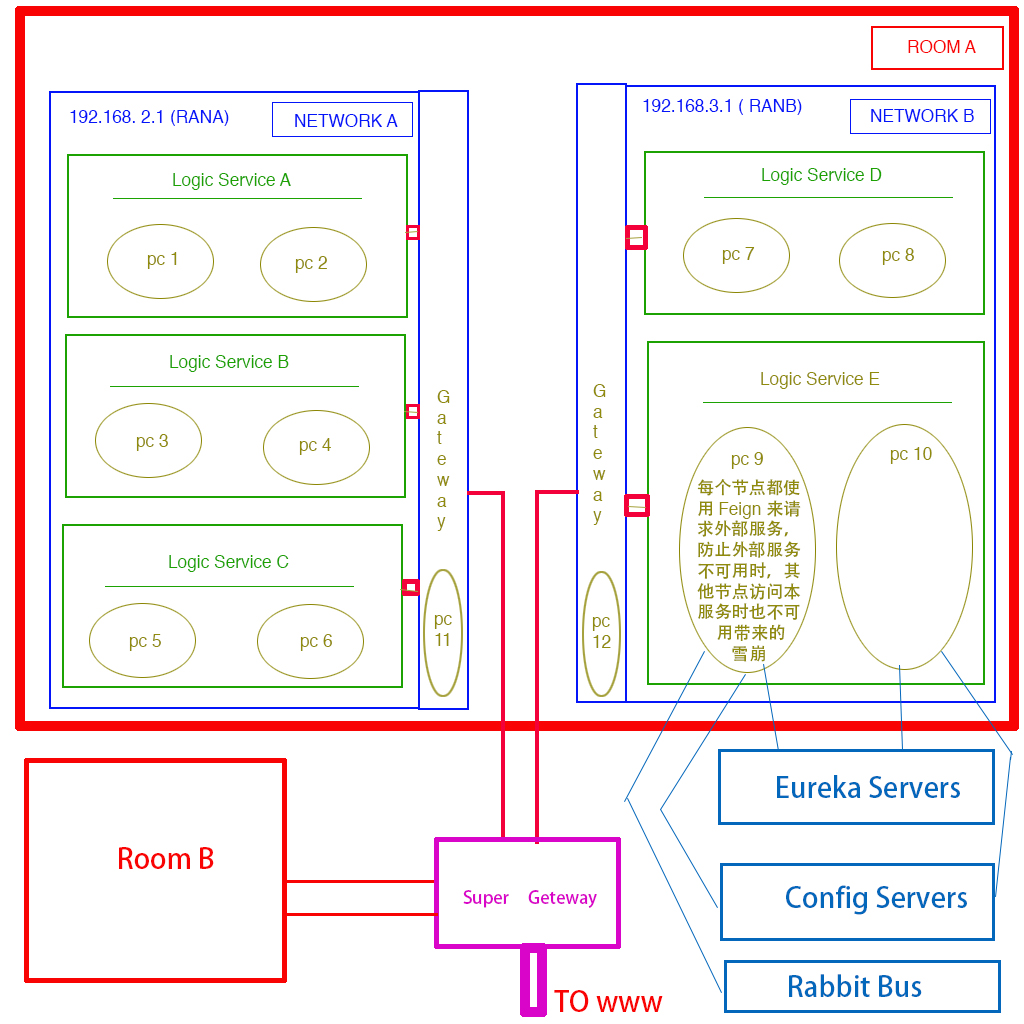 ROOM A
192.168. 2.1 (RANA)
NETWORK A
Logic Service A
pc 1
pc 2
Logic Service B
pc 3
pc 4
Logic Service C
pc 5
pc 6
Gateway
pc
11
192.168.3.1 ( RANB)
NETWORK B
Logic Service D
pc 7
pc 8
Gateway
pc
12
Logic Service E
pc 9
每个节点都使
用 Feign 来请
求外部服务，
防止外部服务
不可用时，其
他节点访问本
服务时也不可
用带来的
雪崩
pc 10
Room B
Super Geteway
TO www
Eureka Servers
Config Servers
Rabbit Bus